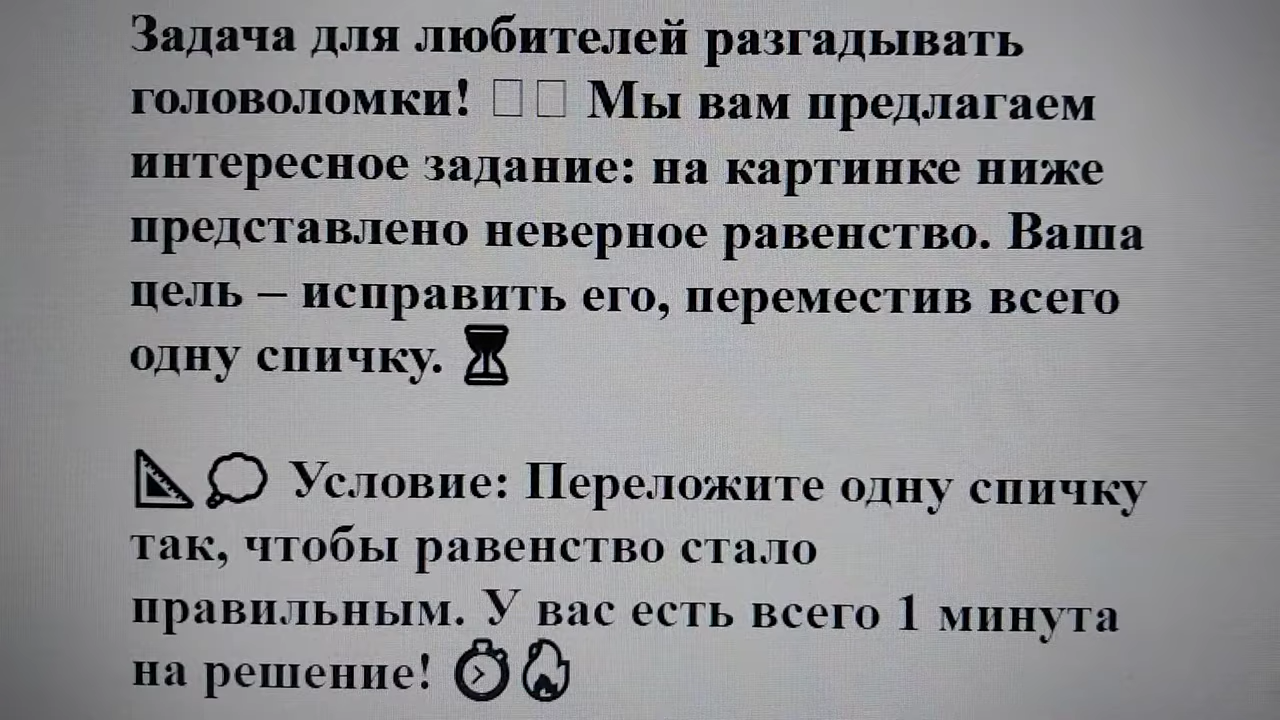 Задача для любителей разгадывать
головоломки! □□ Мы вам предлагаем
интересное задание: на картинке ниже
представлено неверное равенство. Ваша
цель – исправить его, переместив всего
одну спичку. ⏳
📐💭 Условие: Переложите одну спичку
так, чтобы равенство стало
правильным. У вас есть всего 1 минута
на решение! ⏱🔥